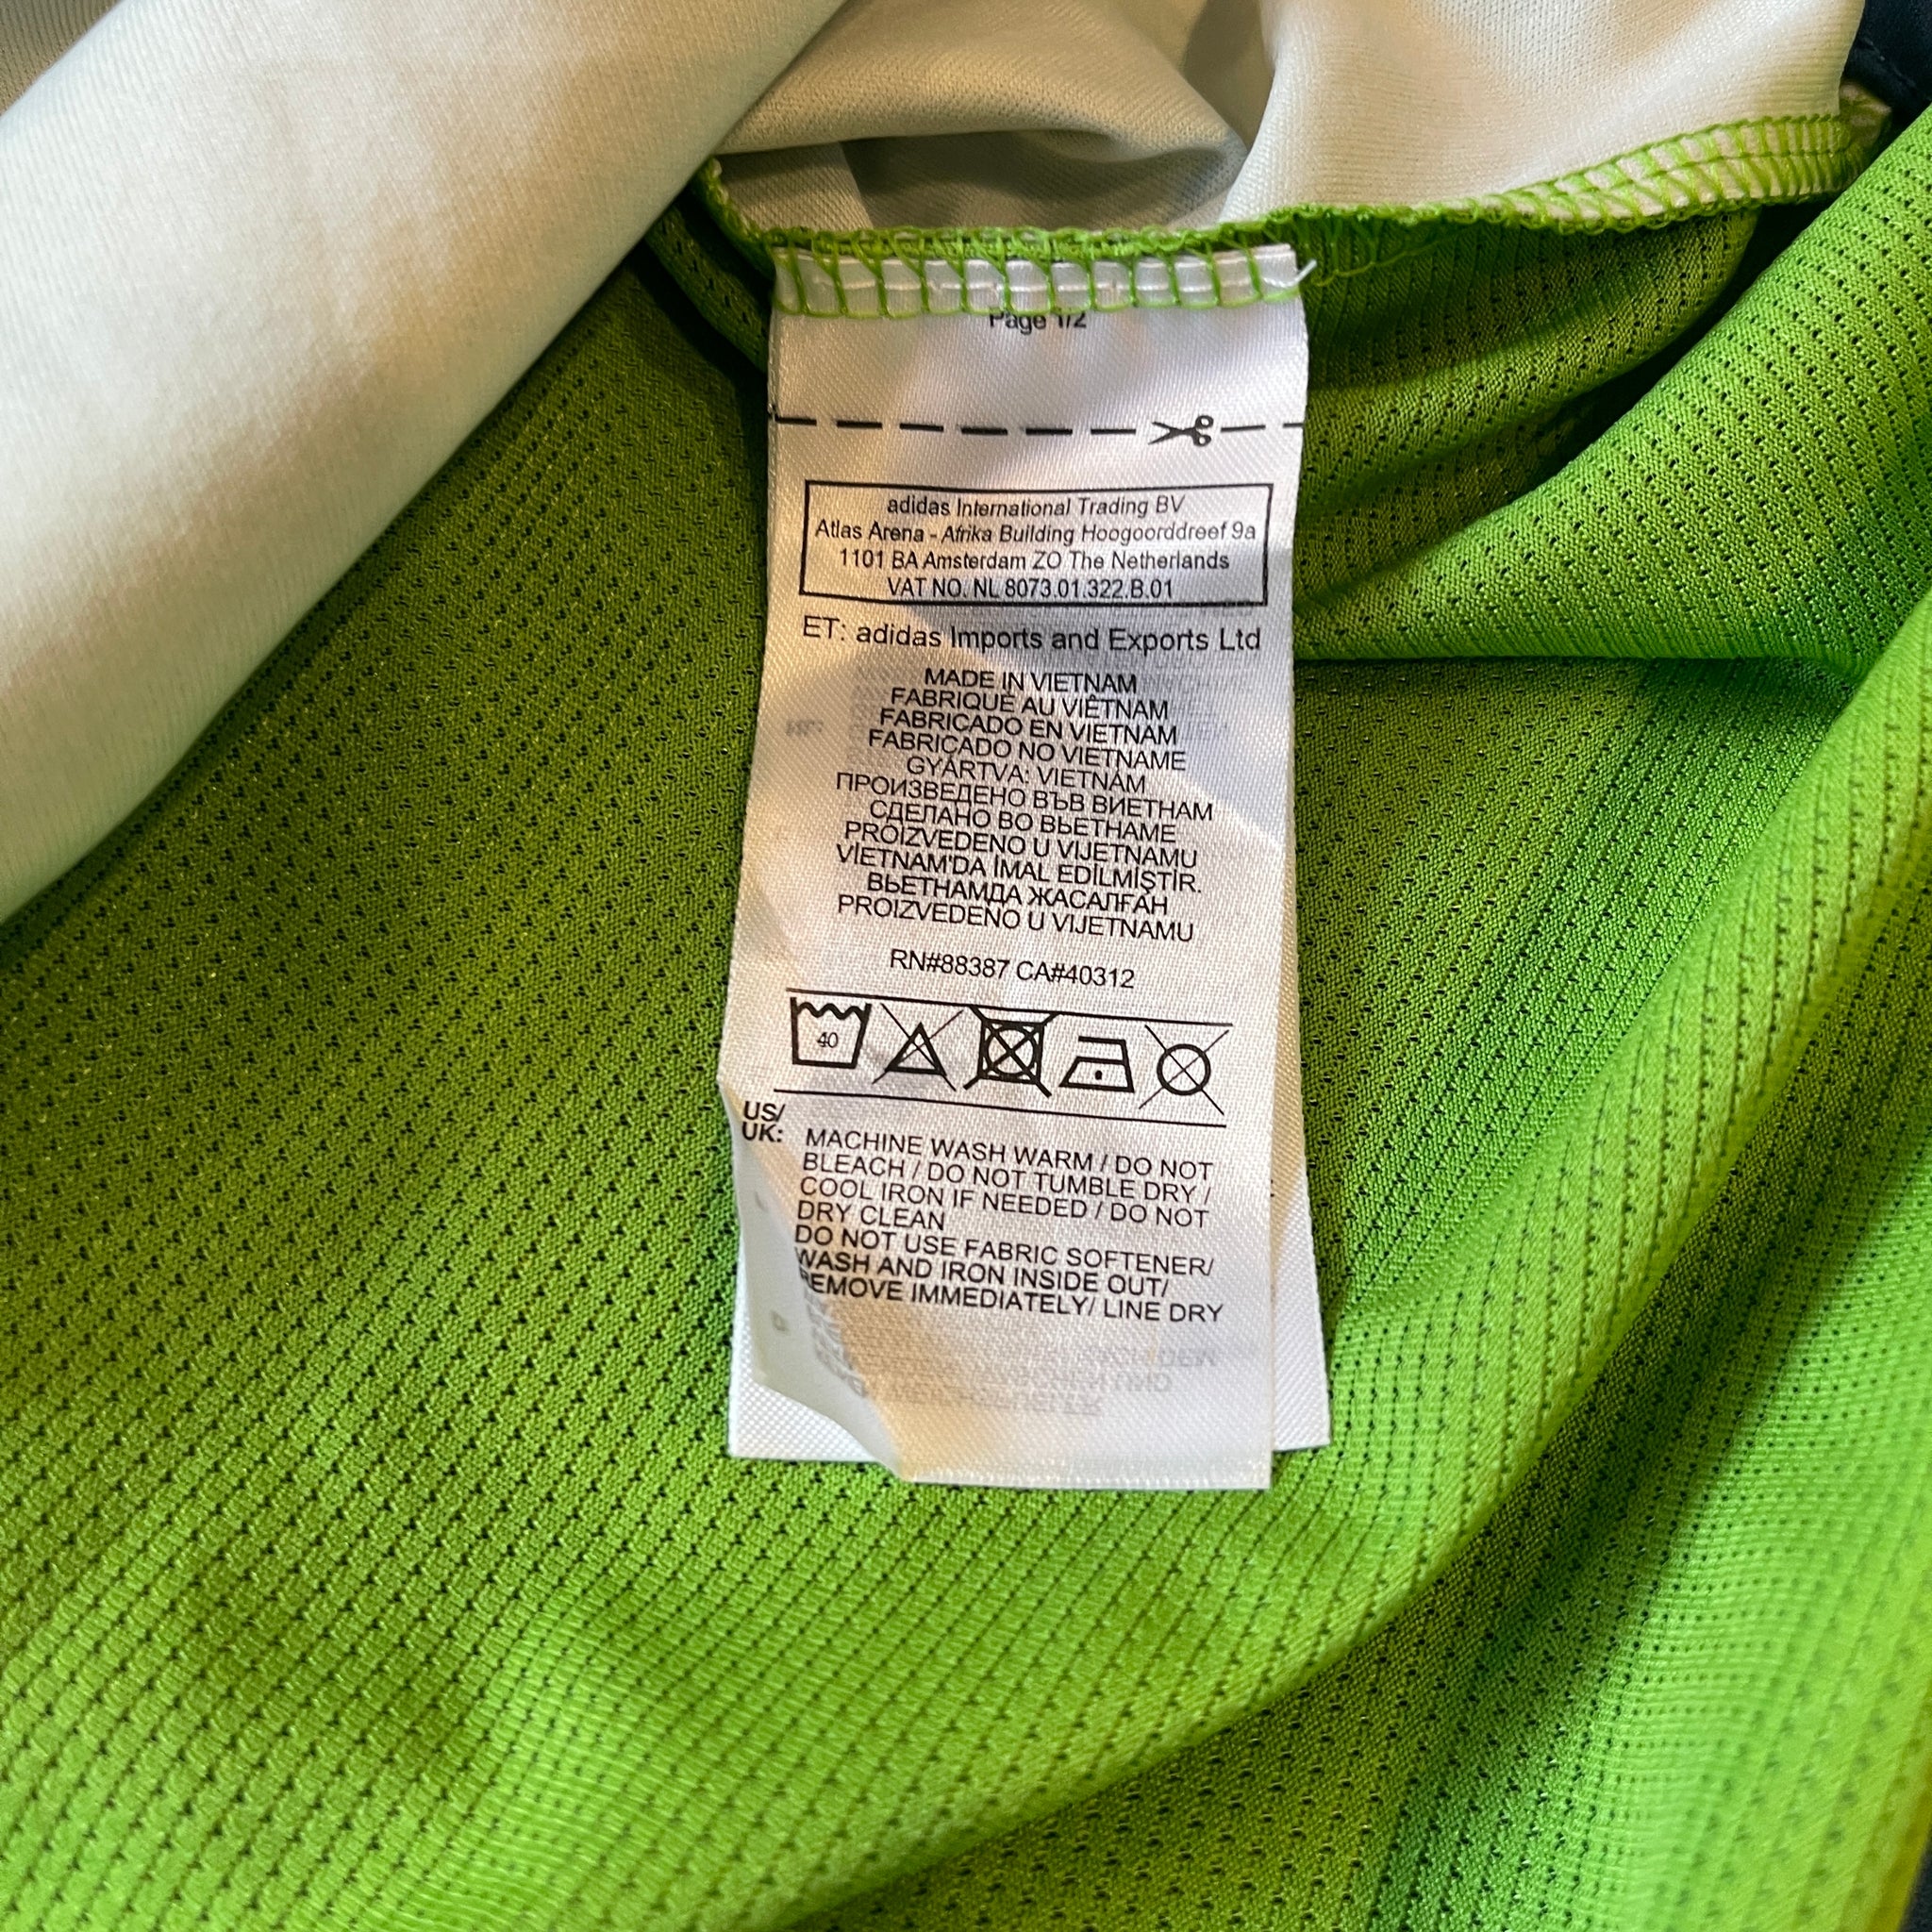 Page 1/2
adidas International Trading BV
Atlas Arena - Afrika Building Hoogoorddreef 9a
1101 BA Amsterdam ZO The Netherlands
VAT NO. NL 8073.01.322.B.01
ET: adidas Imports and Exports Ltd
MADE IN VIETNAM
FABRIQUÉ AU VIÊTNAM
FABRICADO EN VIETNAM
FABRICADO NO VIETNAME
GYÁRTVA: VIETNÁM
ПРОИЗВЕДЕНО ВЪВ ВИЕТНАМ
СДЕЛАНО ВО ВЬЕТНАМЕ
PROIZVEDENO U VIJETNAMU
VİETNAM'DA İMAL EDİLMİŞTİR.
ВЬЕТНАМДА ЖАСАЛҒАН
PROIZVEDENO U VIJETNAMU
RN#88387 CA#40312
40
US/
UK: MACHINE WASH WARM / DO NOT
BLEACH / DO NOT TUMBLE DRY /
COOL IRON IF NEEDED / DO NOT
DRY CLEAN
DO NOT USE FABRIC SOFTENER/
WASH AND IRON INSIDE OUT/
REMOVE IMMEDIATELY/ LINE DRY